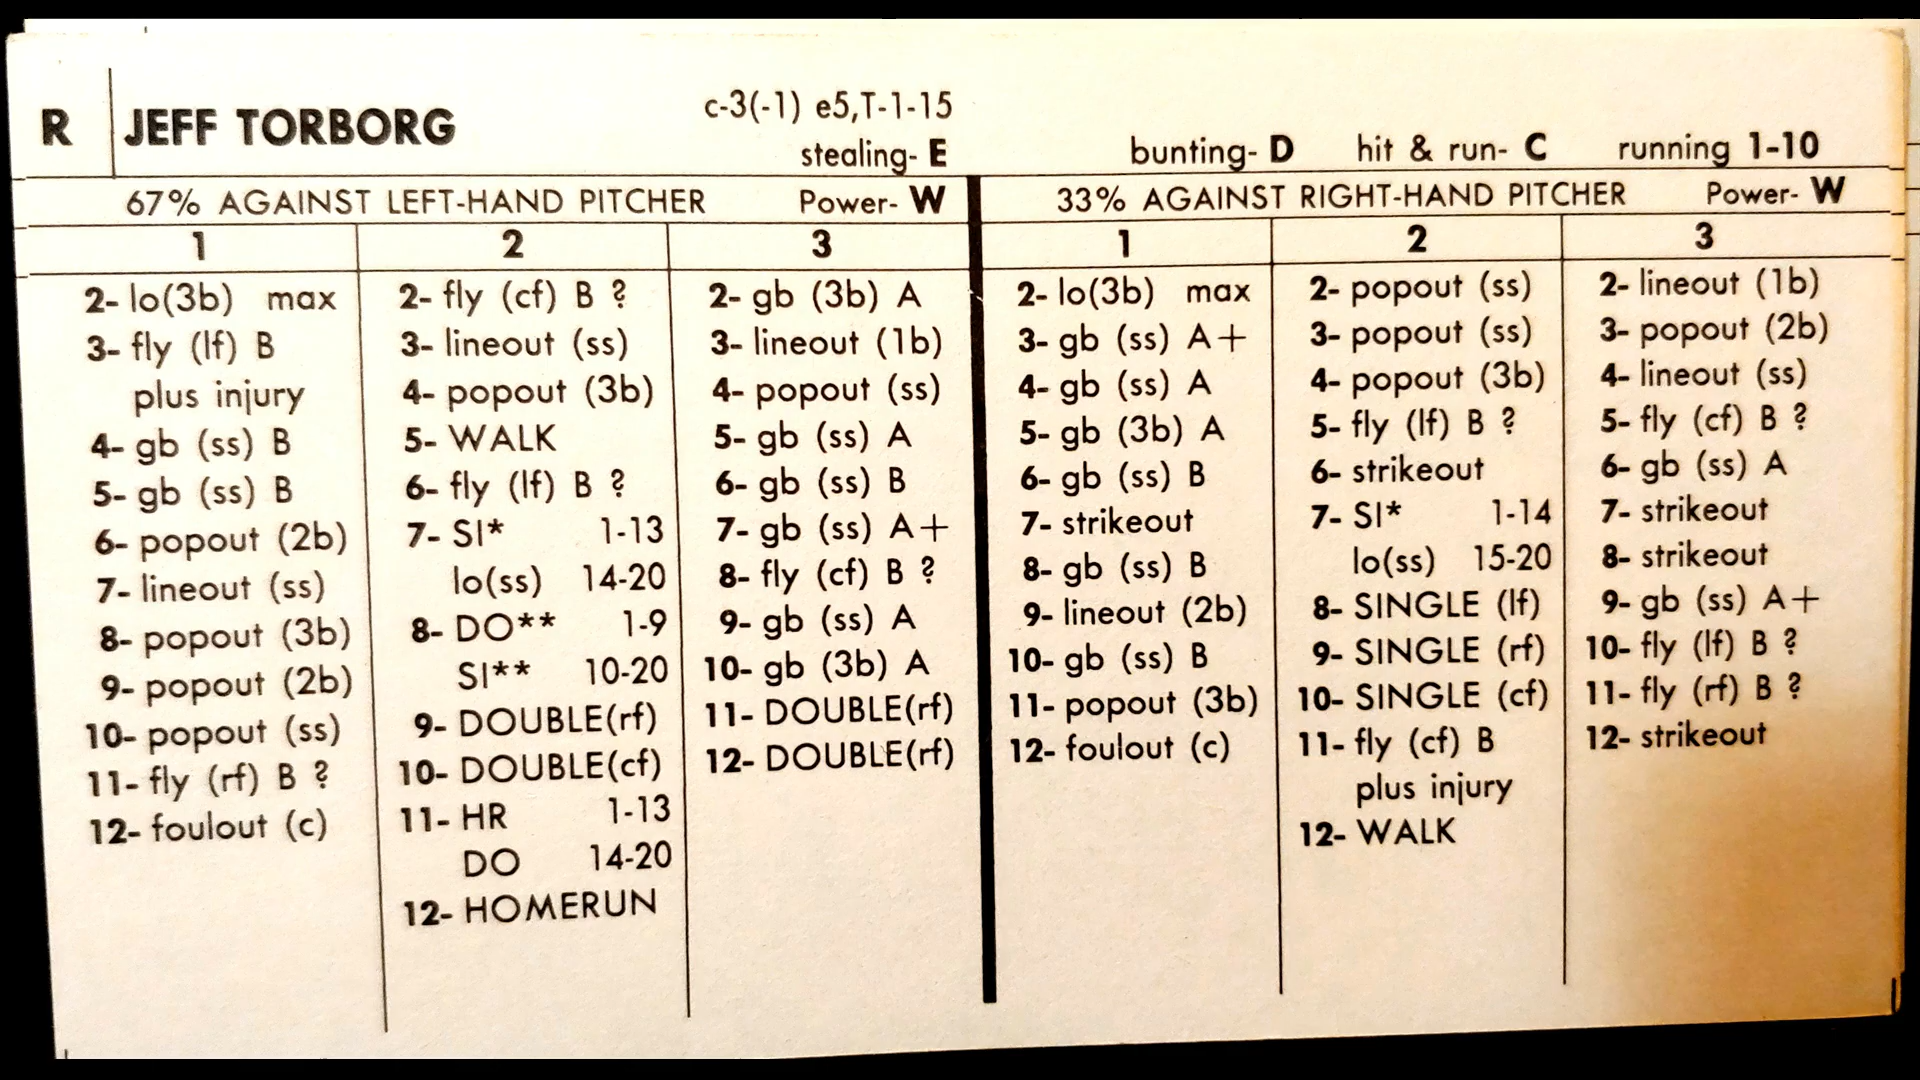 R JEFF TORBORG c-3(-1) e5,T-1-15
stealing- E bunting- D hit & run- C running 1-10
67% AGAINST LEFT-HAND PITCHER Power- W
1 2 3
2- lo(3b) max
3- fly (lf) B
plus injury
4- gb (ss) B
5- gb (ss) B
6- popout (2b)
7- lineout (ss)
8- popout (3b)
9- popout (2b)
10- popout (ss)
11- fly (rf) B ?
12- foulout (c)
2- fly (cf) B ?
3- lineout (ss)
4- popout (3b)
5- WALK
6- fly (lf) B ?
7- SI* 1-13
lo(ss) 14-20
8- DO** 1-9
SI** 10-20
9- DOUBLE(rf)
10- DOUBLE(cf)
11- HR 1-13
DO 14-20
12- HOMERUN
2- gb (3b) A
3- lineout (1b)
4- popout (ss)
5- gb (ss) A
6- gb (ss) B
7- gb (ss) A+
8- fly (cf) B ?
9- gb (ss) A
10- gb (3b) A
11- DOUBLE(rf)
12- DOUBLE(rf)
33% AGAINST RIGHT-HAND PITCHER Power- W
1 2 3
2- lo(3b) max
3- gb (ss) A+
4- gb (ss) A
5- gb (3b) A
6- gb (ss) B
7- strikeout
8- gb (ss) B
9- lineout (2b)
10- gb (ss) B
11- popout (3b)
12- foulout (c)
2- popout (ss)
3- popout (ss)
4- popout (3b)
5- fly (lf) B ?
6- strikeout
7- SI* 1-14
lo(ss) 15-20
8- SINGLE (lf)
9- SINGLE (rf)
10- SINGLE (cf)
11- fly (cf) B
plus injury
12- WALK
2- lineout (1b)
3- popout (2b)
4- lineout (ss)
5- fly (cf) B ?
6- gb (ss) A
7- strikeout
8- strikeout
9- gb (ss) A+
10- fly (lf) B ?
11- fly (rf) B ?
12- strikeout